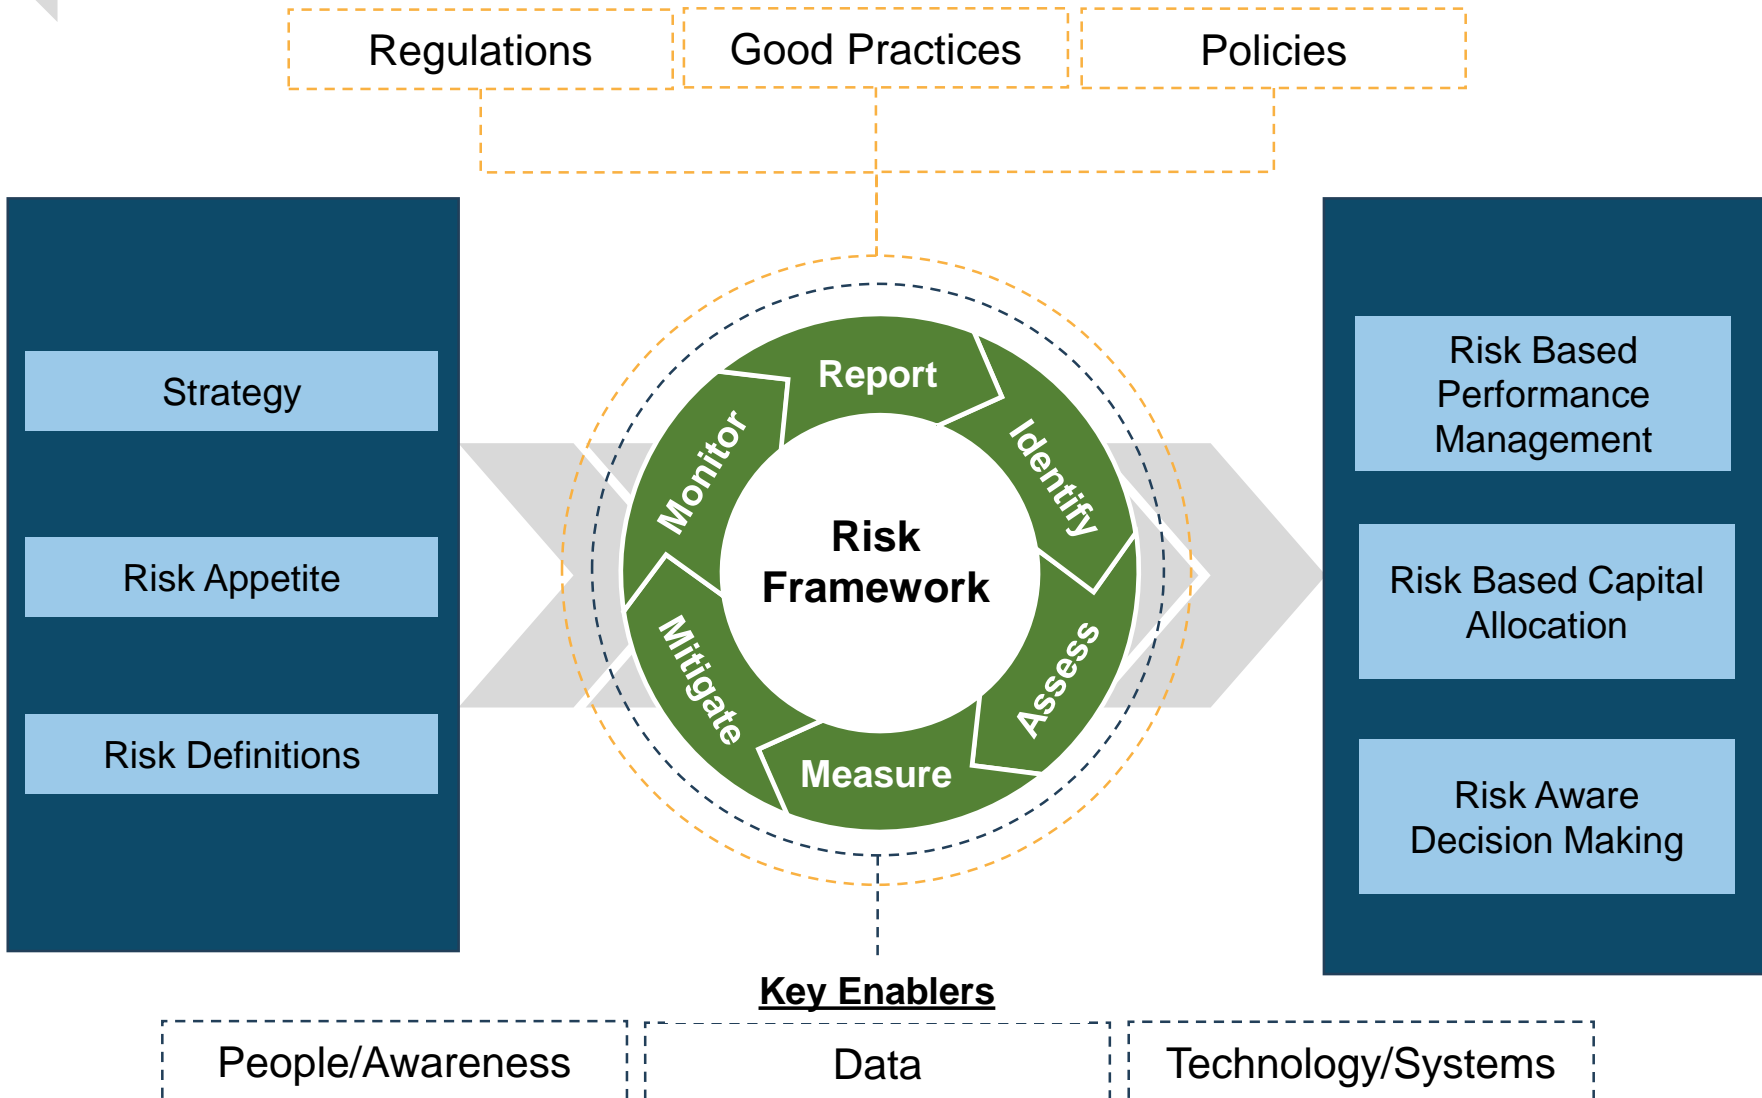 Regulations
Good Practices
Policies
Strategy
Risk Appetite
Risk Definitions
Report
Identify
Assess
Measure
Mitigate
Monitor
Risk
Framework
Risk Based
Performance
Management
Risk Based Capital
Allocation
Risk Aware
Decision Making
Key Enablers
People/Awareness
Data
Technology/Systems